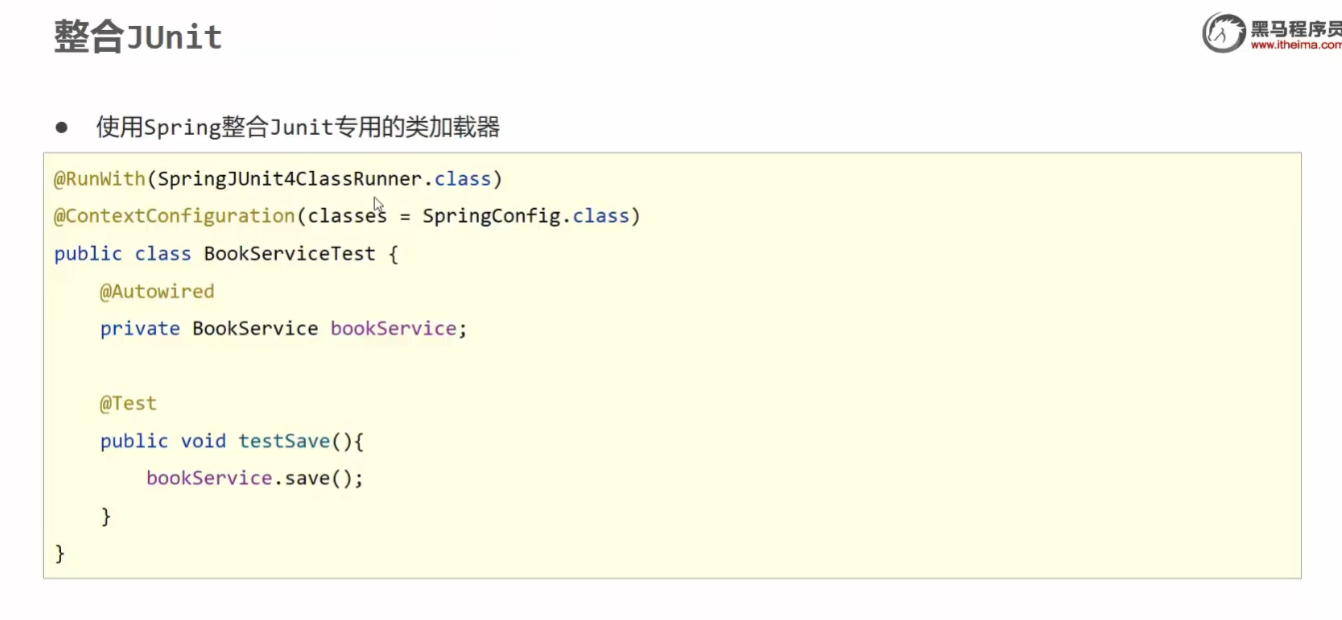 整合JUnit
黑马程序员
www.itheima.com
● 使用Spring整合Junit专用的类加载器
@RunWith(SpringJUnit4ClassRunner.class)
@ContextConfiguration(classes = SpringConfig.class)
public class BookServiceTest {
    @Autowired
    private BookService bookService;
    @Test
    public void testSave(){
        bookService.save();
    }
}